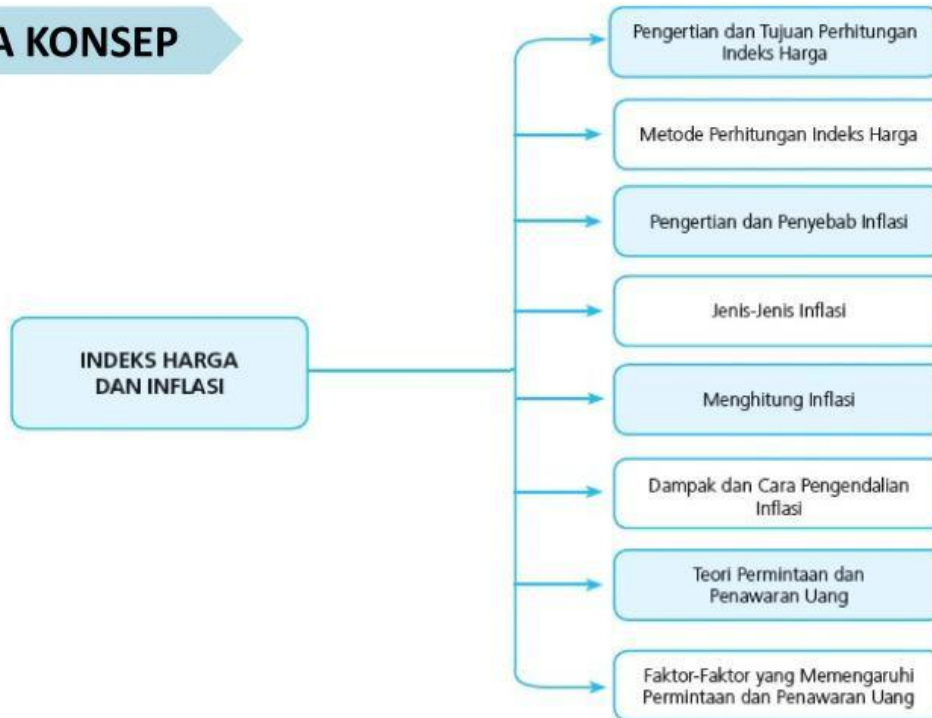 A KONSEP
Pengertian dan Tujuan Perhitungan
Indeks Harga
Metode Perhitungan Indeks Harga
Pengertian dan Penyebab Inflasi
Jenis-Jenis Inflasi
INDEKS HARGA
DAN INFLASI
Menghitung Inflasi
Dampak dan Cara Pengendalian
Inflasi
Teori Permintaan dan
Penawaran Uang
Faktor-Faktor yang Memengaruhi
Permintaan dan Penawaran Uang